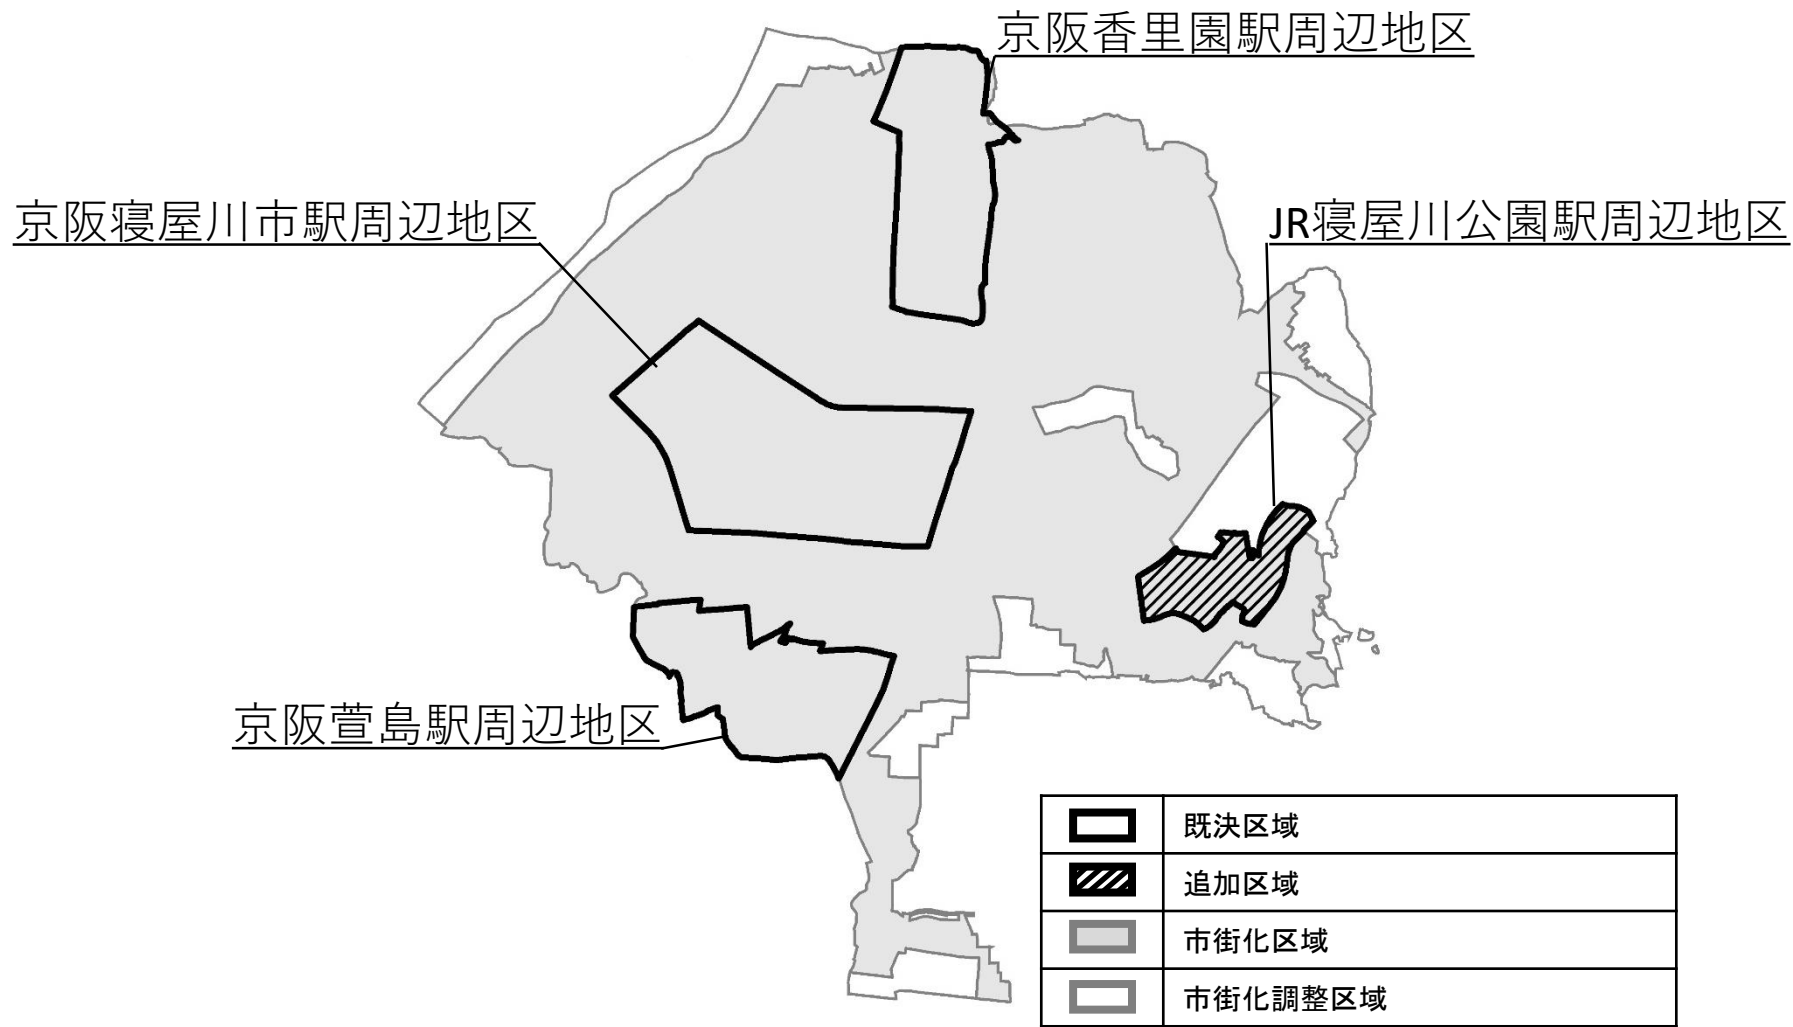 京阪香里園駅周辺地区
京阪寝屋川市駅周辺地区
JR寝屋川公園駅周辺地区
京阪萱島駅周辺地区
既決区域
追加区域
市街化区域
市街化調整区域